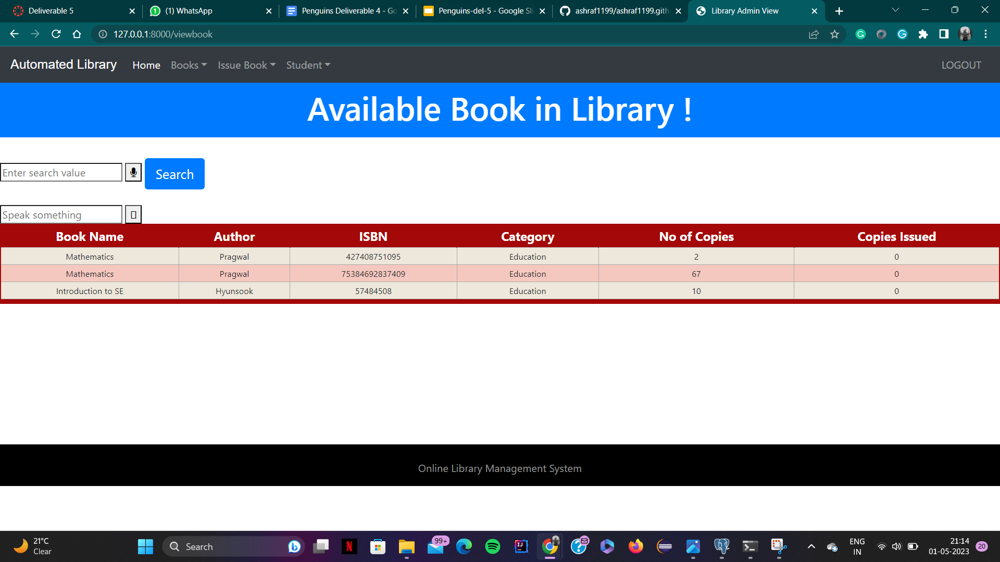 Deliverable 5
(1) WhatsApp
Penguins Deliverable 4 - Go
Penguins-del-5 - Google Sli
ashraf1199/ashraf1199.gith
Library Admin View
127.0.0.1:8000/viewbook
Automated Library Home Books Issue Book Student LOGOUT
Available Book in Library !
Enter search value Search
Speak something
Book Name Author ISBN Category No of Copies Copies Issued
Mathematics Pragwal 427408751095 Education 2 0
Mathematics Pragwal 75384692837409 Education 67 0
Introduction to SE Hyunsook 57484508 Education 10 0
Online Library Management System
21°C
Clear
Search
99+
ENG
IN
21:14
01-05-2023
20